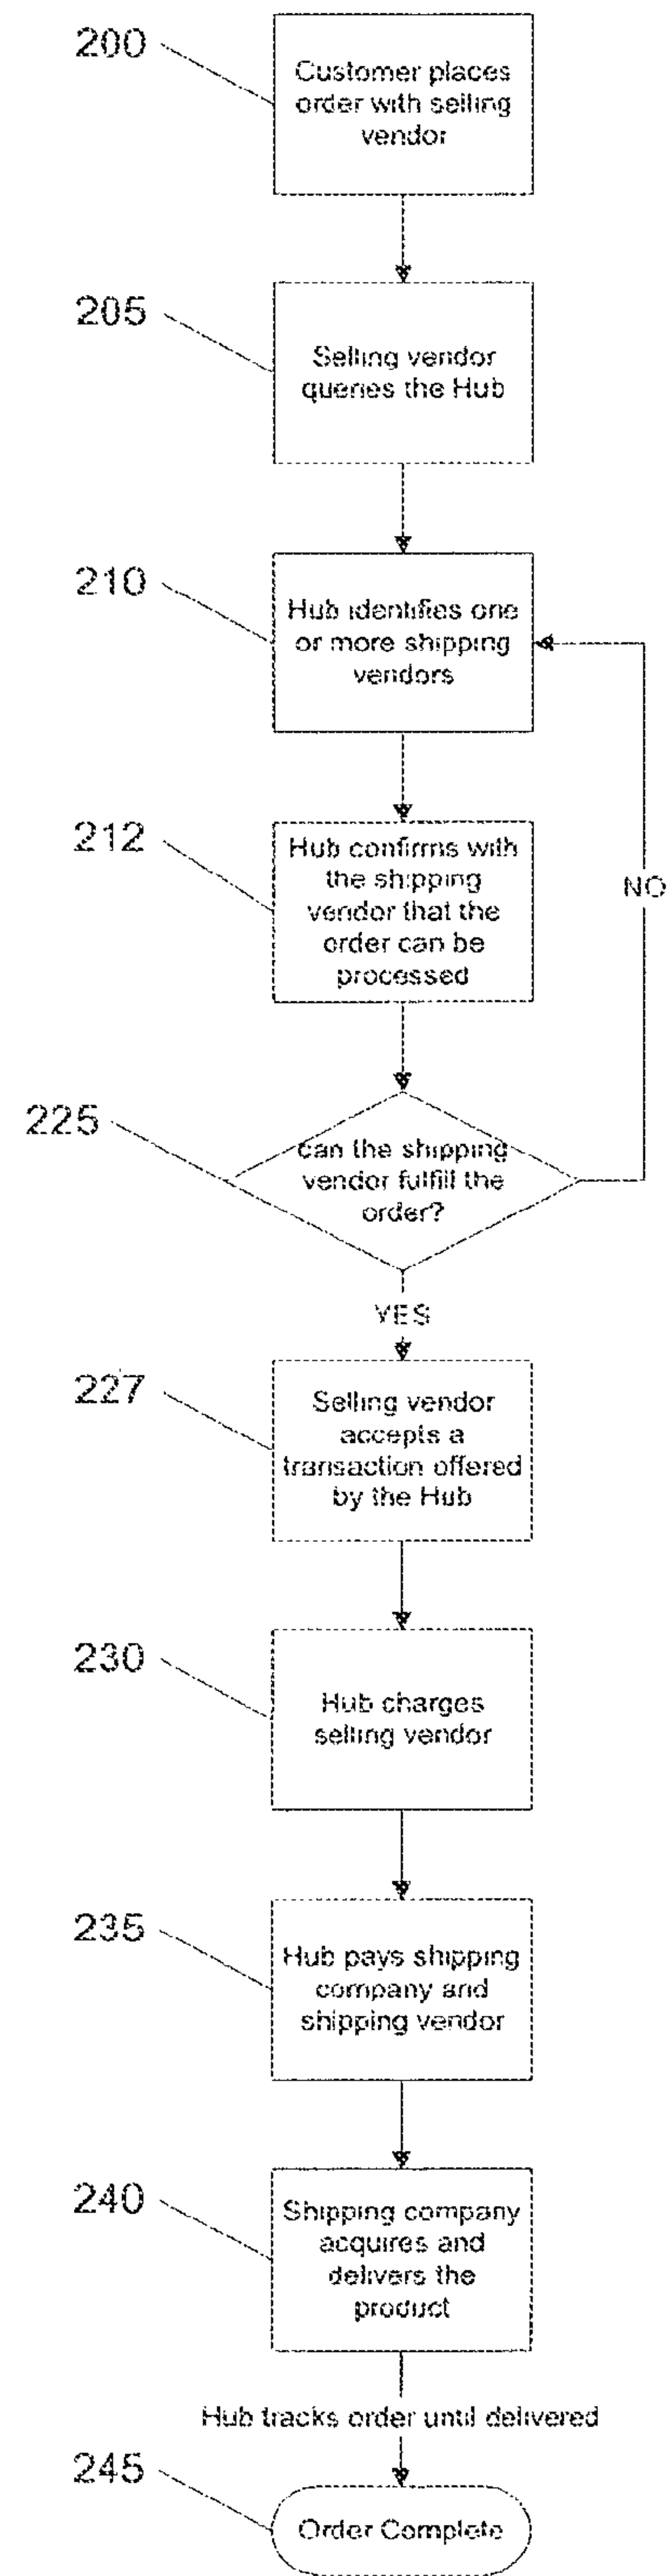 200
Customer places
order with selling
vendor
205
Selling vendor
queries the Hub
210
Hub identifies one
or more shipping
vendors
212
Hub confirms with
the shipping
vendor that the
order can be
processed
NO
225
can the shipping
vendor fulfill the
order?
YES
227
Selling vendor
accepts a
transaction offered
by the Hub
230
Hub charges
selling vendor
235
Hub pays shipping
company and
shipping vendor
240
Shipping company
acquires and
delivers the
product
Hub tracks order until delivered
245
Order Complete